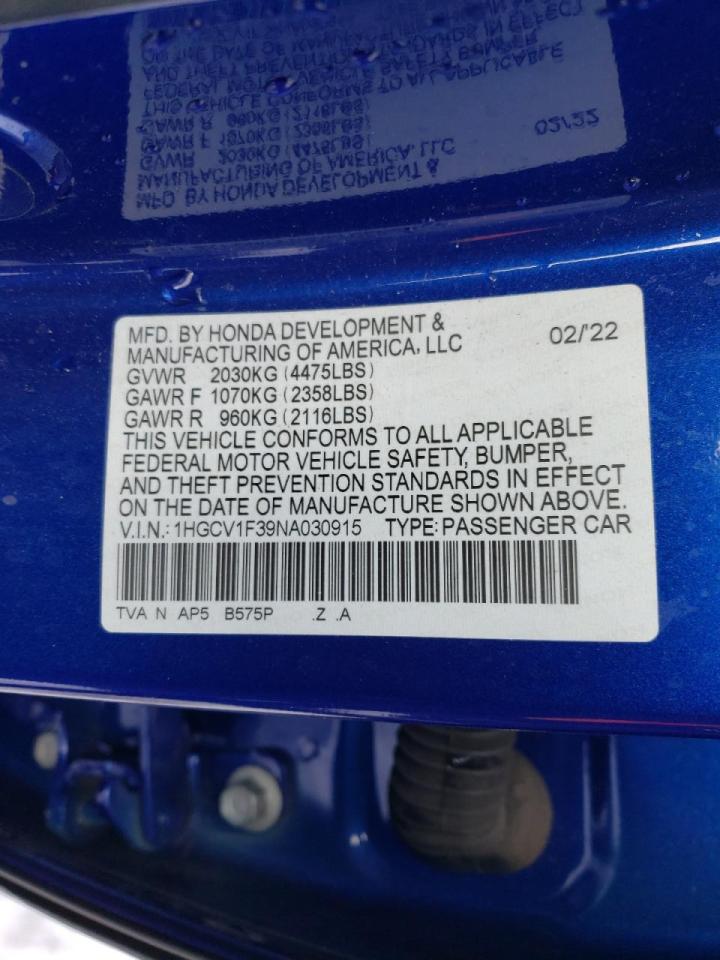 MFD. BY HONDA DEVELOPMENT &
MANUFACTURING OF AMERICA, LLC 02/'22
GVWR 2030KG (4475LBS)
GAWR F 1070KG (2358LBS)
GAWR R 960KG (2116LBS)
THIS VEHICLE CONFORMS TO ALL APPLICABLE
FEDERAL MOTOR VEHICLE SAFETY, BUMPER,
AND THEFT PREVENTION STANDARDS IN EFFECT
ON THE DATE OF MANUFACTURE SHOWN ABOVE.
V.I.N.: 1HGCV1F39NA030915 TYPE: PASSENGER CAR
TVA N AP5 B575P .Z .A